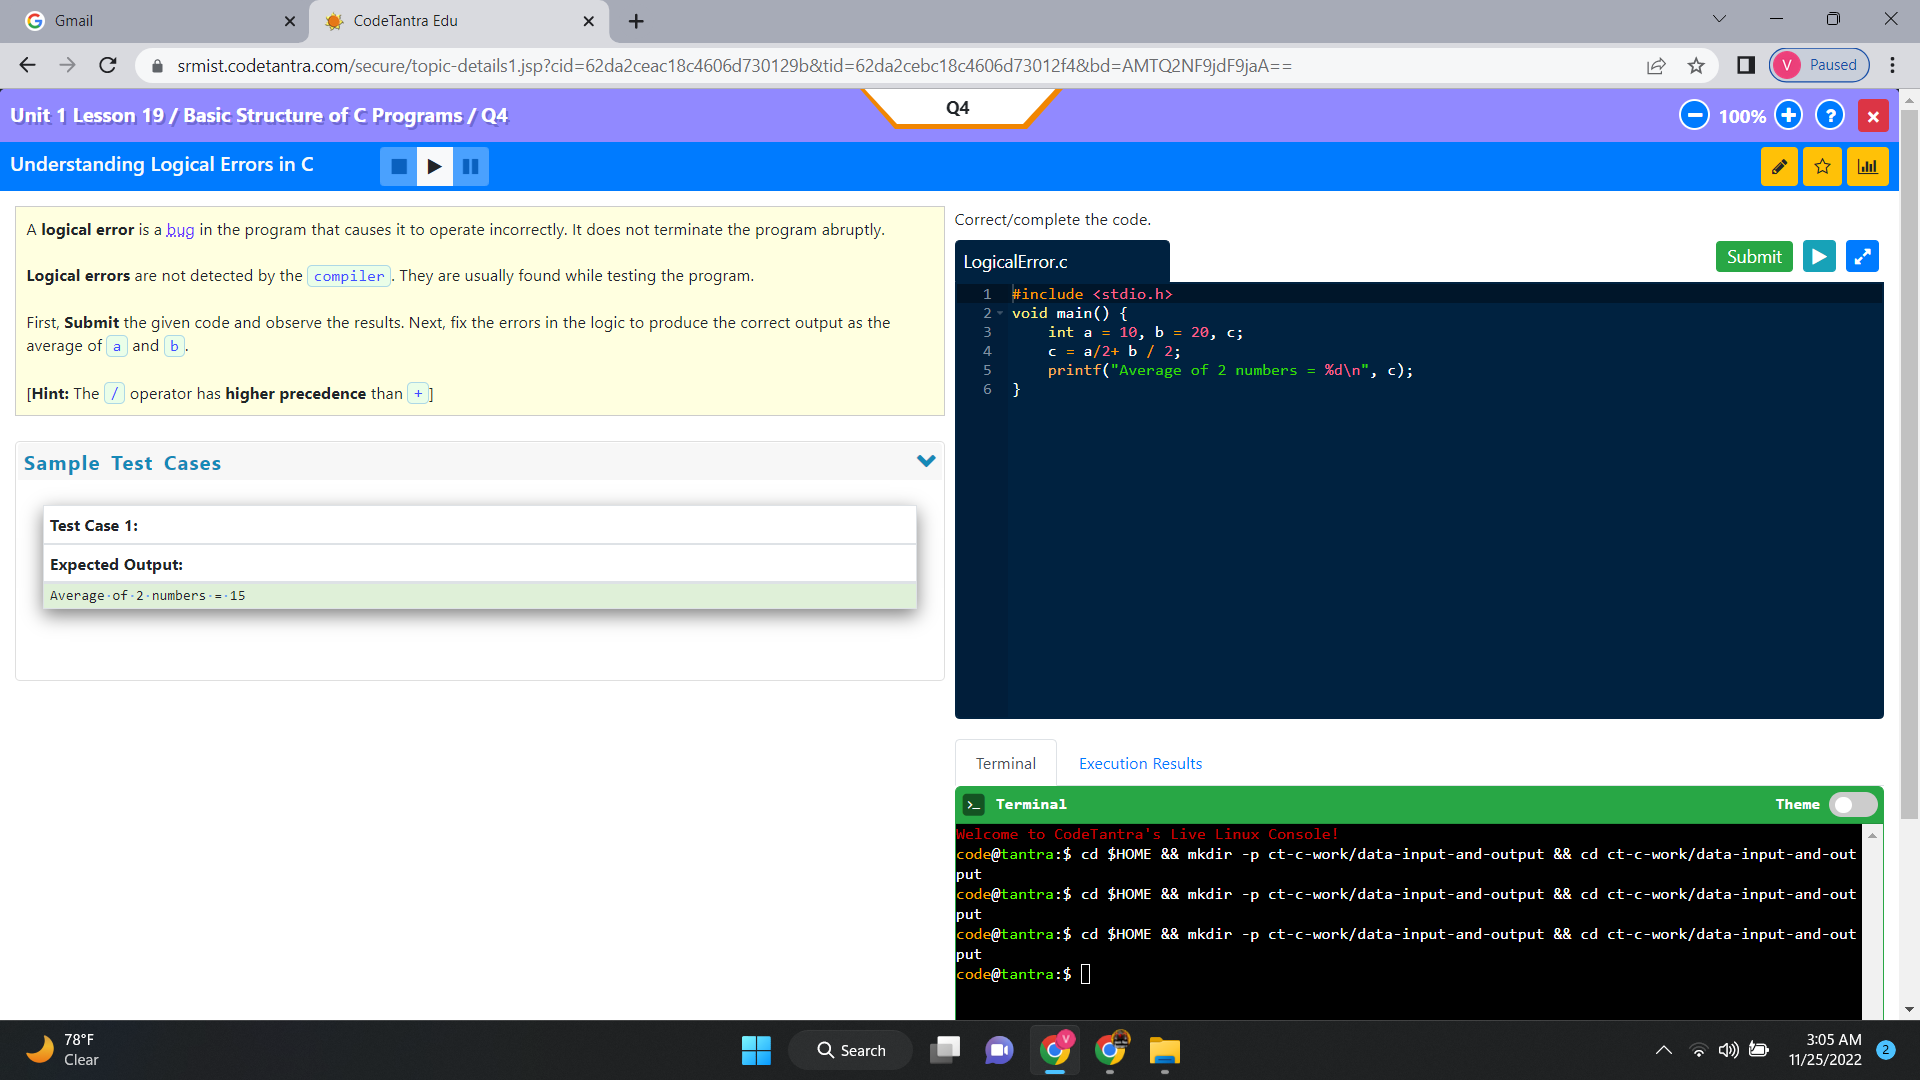 Gmail
CodeTantra Edu
srmist.codetantra.com/secure/topic-details1.jsp?cid=62da2ceac18c4606d730129b&tid=62da2cebc18c4606d73012f4&bd=AMTQ2NF9jdF9jaA==
V Paused
Unit 1 Lesson 19 / Basic Structure of C Programs / Q4
Q4
100%
?
Understanding Logical Errors in C
A logical error is a bug in the program that causes it to operate incorrectly. It does not terminate the program abruptly.
Logical errors are not detected by the compiler. They are usually found while testing the program.
First, Submit the given code and observe the results. Next, fix the errors in the logic to produce the correct output as the
average of a and b.
[Hint: The / operator has higher precedence than +]
Sample Test Cases
Test Case 1:
Expected Output:
Average·of·2·numbers·=·15
Correct/complete the code.
LogicalError.c
Submit
1 #include <stdio.h>
2 void main() {
3     int a = 10, b = 20, c;
4     c = a/2+ b / 2;
5     printf("Average of 2 numbers = %d\n", c);
6 }
Terminal
Execution Results
>_ Terminal
Theme
Welcome to CodeTantra's Live Linux Console!
code@tantra:$ cd $HOME && mkdir -p ct-c-work/data-input-and-output && cd ct-c-work/data-input-and-out
put
code@tantra:$ cd $HOME && mkdir -p ct-c-work/data-input-and-output && cd ct-c-work/data-input-and-out
put
code@tantra:$ cd $HOME && mkdir -p ct-c-work/data-input-and-output && cd ct-c-work/data-input-and-out
put
code@tantra:$
78°F
Clear
Search
V
3:05 AM
11/25/2022
2